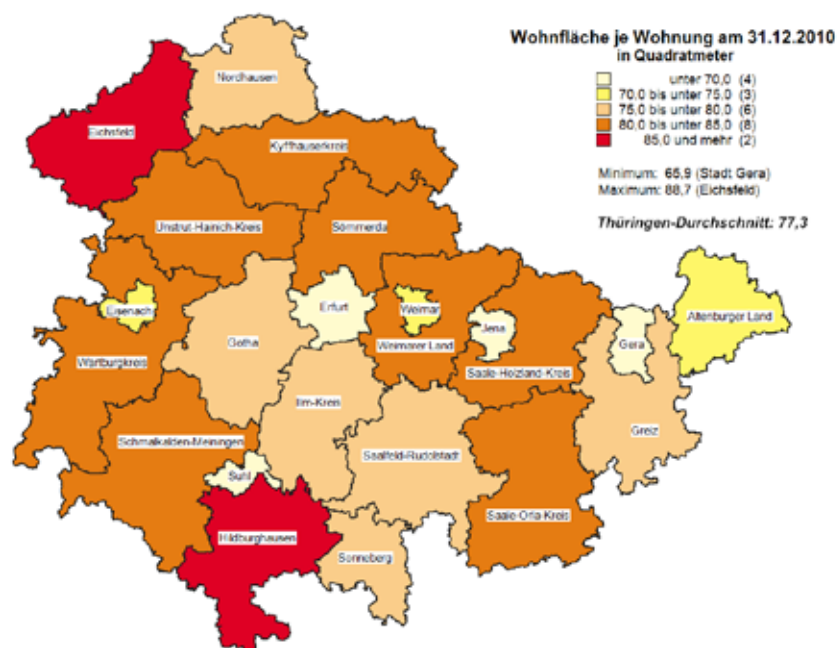 Wohnfläche je Wohnung am 31.12.2010
in Quadratmeter
unter 70,0 (4)
70,0 bis unter 75,0 (3)
75,0 bis unter 80,0 (6)
80,0 bis unter 85,0 (8)
85,0 und mehr (2)
Minimum: 65,9 (Stadt Gera)
Maximum: 88,7 (Eichsfeld)
Thüringen-Durchschnitt: 77,3
Nordhausen
Eichsfeld
Kyffhäuserkreis
Unstrut-Hainich-Kreis
Sömmerda
Eisenach
Erfurt
Weimar
Altenburger Land
Jena
Gera
Gotha
Weimarer Land
Wartburgkreis
Saale-Holzland-Kreis
Ilm-Kreis
Greiz
Schmalkalden-Meiningen
Saalfeld-Rudolstadt
Suhl
Saale-Orla-Kreis
Hildburghausen
Sonneberg